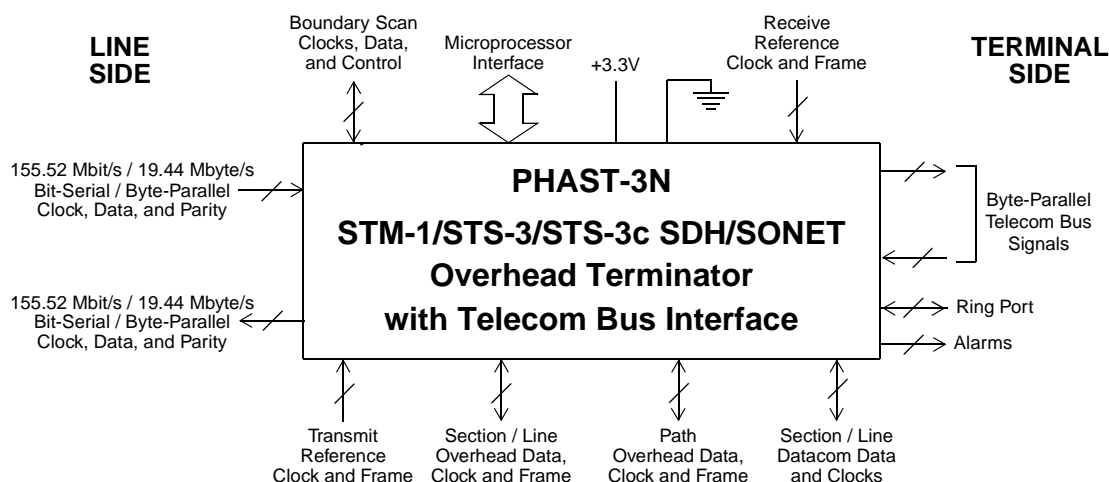 LINE
SIDE
Boundary Scan
Clocks, Data,
and Control
Microprocessor
Interface
+3.3V
Receive
Reference
Clock and Frame
TERMINAL
SIDE
155.52 Mbit/s / 19.44 Mbyte/s
Bit-Serial / Byte-Parallel
Clock, Data, and Parity
155.52 Mbit/s / 19.44 Mbyte/s
Bit-Serial / Byte-Parallel
Clock, Data, and Parity
PHAST-3N
STM-1/STS-3/STS-3c SDH/SONET
Overhead Terminator
with Telecom Bus Interface
Byte-Parallel
Telecom Bus
Signals
Ring Port
Alarms
Transmit
Reference
Clock and Frame
Section / Line
Overhead Data,
Clock and Frame
Path
Overhead Data,
Clock and Frame
Section / Line
Datacom Data
and Clocks